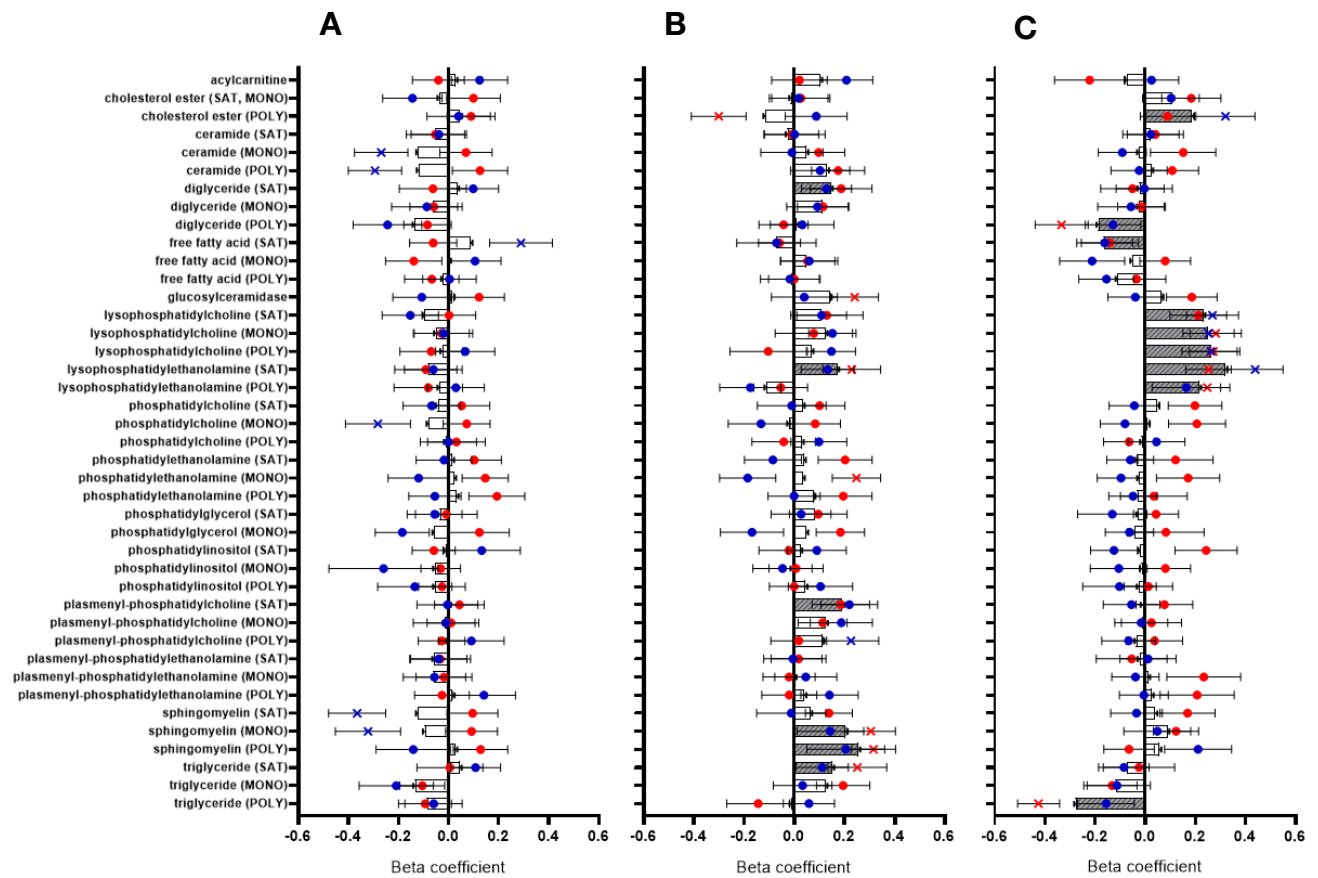 A B C
acylcarnitine
cholesterol ester (SAT, MONO)
cholesterol ester (POLY)
ceramide (SAT)
ceramide (MONO)
ceramide (POLY)
diglyceride (SAT)
diglyceride (MONO)
diglyceride (POLY)
free fatty acid (SAT)
free fatty acid (MONO)
free fatty acid (POLY)
glucosylceramidase
lysophosphatidylcholine (SAT)
lysophosphatidylcholine (MONO)
lysophosphatidylcholine (POLY)
lysophosphatidylethanolamine (SAT)
lysophosphatidylethanolamine (POLY)
phosphatidylcholine (SAT)
phosphatidylcholine (MONO)
phosphatidylcholine (POLY)
phosphatidylethanolamine (SAT)
phosphatidylethanolamine (MONO)
phosphatidylethanolamine (POLY)
phosphatidylglycerol (SAT)
phosphatidylglycerol (MONO)
phosphatidylinositol (SAT)
phosphatidylinositol (MONO)
phosphatidylinositol (POLY)
plasmenyl-phosphatidylcholine (SAT)
plasmenyl-phosphatidylcholine (MONO)
plasmenyl-phosphatidylcholine (POLY)
plasmenyl-phosphatidylethanolamine (SAT)
plasmenyl-phosphatidylethanolamine (MONO)
plasmenyl-phosphatidylethanolamine (POLY)
sphingomyelin (SAT)
sphingomyelin (MONO)
sphingomyelin (POLY)
triglyceride (SAT)
triglyceride (MONO)
triglyceride (POLY)
-0.6 -0.4 -0.2 0.0 0.2 0.4 0.6 -0.6 -0.4 -0.2 0.0 0.2 0.4 0.6 -0.6 -0.4 -0.2 0.0 0.2 0.4 0.6
Beta coefficient Beta coefficient Beta coefficient